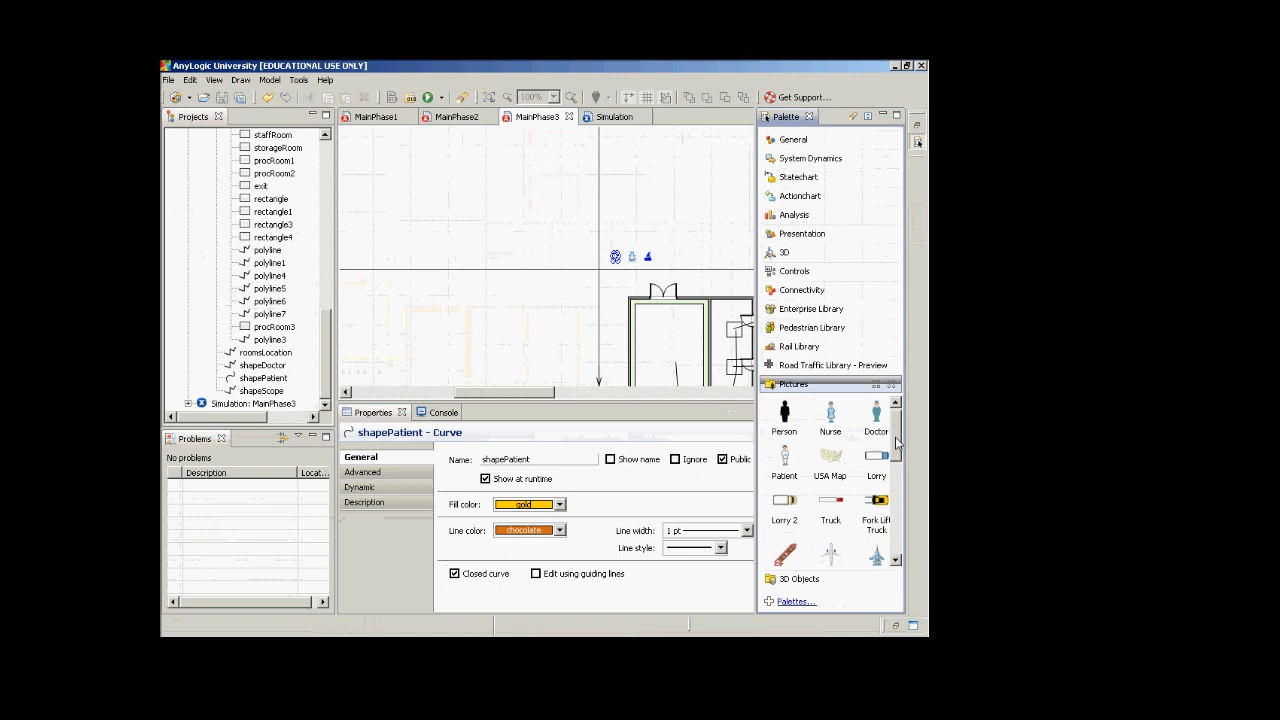 AnyLogic University [EDUCATIONAL USE ONLY]
File Edit View Draw Model Tools Help
100% Get Support...
Projects
staffRoom
storageRoom
procRoom1
procRoom2
exit
rectangle
rectangle1
rectangle3
rectangle4
polyline
polyline1
polyline4
polyline5
polyline6
polyline7
procRoom3
polyline3
roomsLocation
shapeDoctor
shapePatient
shapeScope
Simulation: MainPhase3
Problems
No problems
Description Locat...
MainPhase1 MainPhase2 MainPhase3 Simulation
Properties Console
shapePatient - Curve
General
Advanced
Dynamic
Description
Name: shapePatient Show name Ignore Public
Show at runtime
Fill color: gold
Line color: chocolate Line width: 1 pt
Line style:
Closed curve Edit using guiding lines
Palette
General
System Dynamics
Statechart
Actionchart
Analysis
Presentation
3D
Controls
Connectivity
Enterprise Library
Pedestrian Library
Rail Library
Road Traffic Library - Preview
Pictures
Person Nurse Doctor
Patient USA Map Lorry
Lorry 2 Truck Fork Lift
Truck
3D Objects
Palettes...